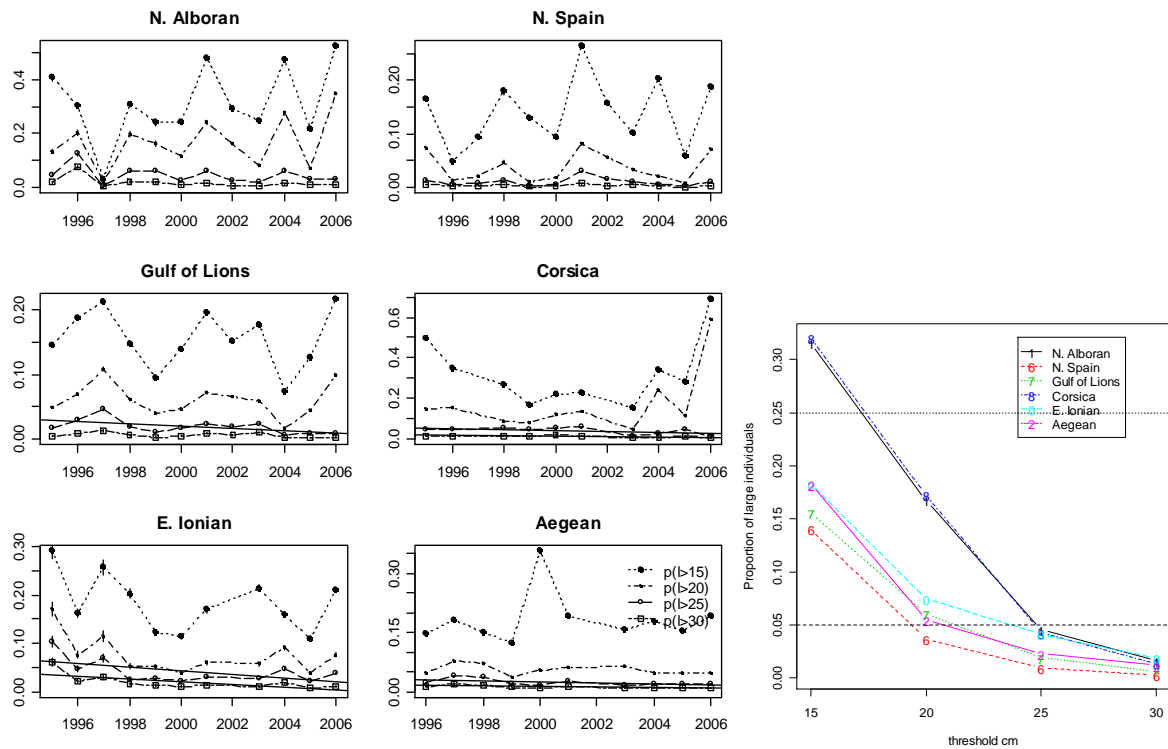 N. Alboran
0.0 0.2 0.4
1996 1998 2000 2002 2004 2006
N. Spain
0.00 0.10 0.20
1996 1998 2000 2002 2004 2006
Gulf of Lions
0.00 0.10 0.20
1996 1998 2000 2002 2004 2006
Corsica
0.0 0.2 0.4 0.6
1996 1998 2000 2002 2004 2006
E. Ionian
0.00 0.10 0.20 0.30
1996 1998 2000 2002 2004 2006
Aegean
0.00 0.15 0.30
p(l>15)
p(l>20)
p(l>25)
p(l>30)
1996 1998 2000 2002 2004 2006
Proportion of large individuals
0.00 0.05 0.10 0.15 0.20 0.25 0.30
1 N. Alboran
6 N. Spain
7 Gulf of Lions
8 Corsica
0 E. Ionian
2 Aegean
15 20 25 30
threshold cm